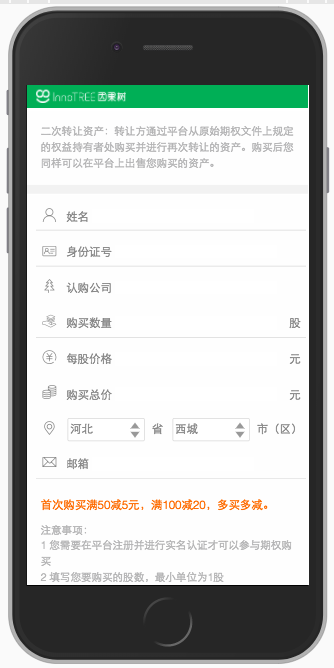 InnoTREE 因果树
二次转让资产：转让方通过平台从原始期权文件上规定
的权益持有者处购买并进行再次转让的资产。购买后您
同样可以在平台上出售您购买的资产。
姓名
身份证号
认购公司
购买数量 股
每股价格 元
购买总价 元
河北 省 西城 市（区）
邮箱
首次购买满50减5元，满100减20，多买多减。
注意事项：
1 您需要在平台注册并进行实名认证才可以参与期权购
买
2 填写您要购买的股数，最小单位为1股